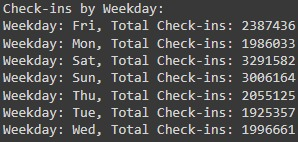 Check-ins by Weekday:
Weekday: Fri, Total Check-ins: 2387436
Weekday: Mon, Total Check-ins: 1986033
Weekday: Sat, Total Check-ins: 3291582
Weekday: Sun, Total Check-ins: 3006164
Weekday: Thu, Total Check-ins: 2055125
Weekday: Tue, Total Check-ins: 1925357
Weekday: Wed, Total Check-ins: 1996661